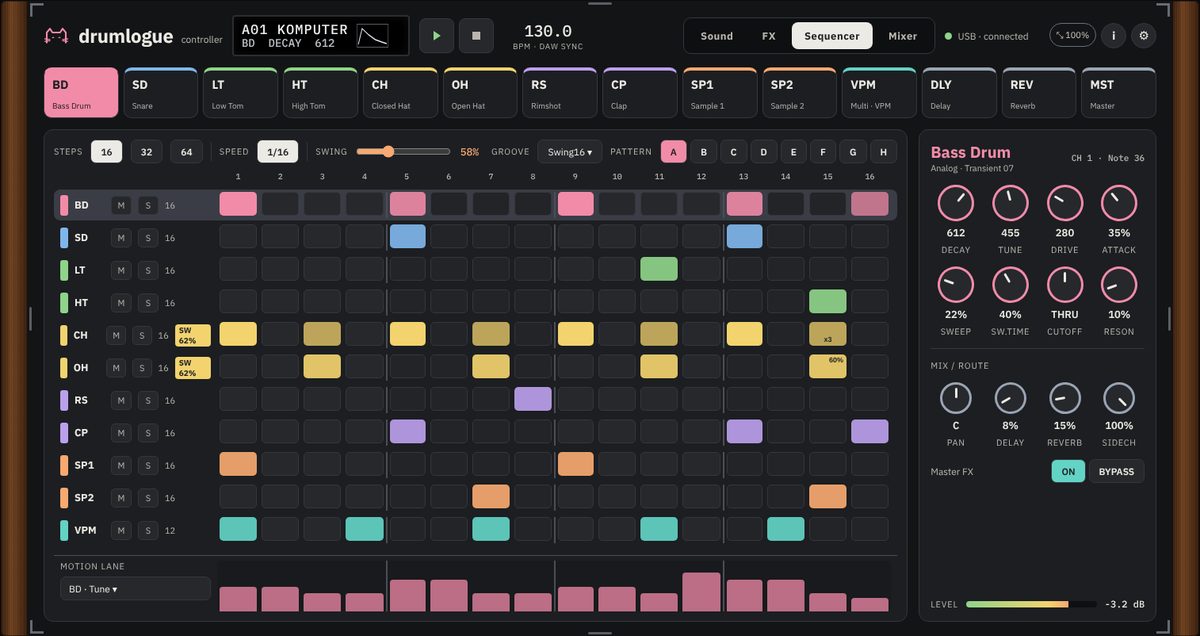 drumlogue controller
A01 KOMPUTER
BD DECAY 612
130.0
BPM · DAW SYNC
Sound FX Sequencer Mixer
USB · connected
⤡100%
i
⚙
BD SD LT HT CH OH RS CP SP1 SP2 VPM DLY REV MST
Bass Drum Snare Low Tom High Tom Closed Hat Open Hat Rimshot Clap Sample 1 Sample 2 Multi · VPM Delay Reverb Master
STEPS 16 32 64 SPEED 1/16 SWING 58% GROOVE Swing16 ▾ PATTERN A B C D E F G H
1 2 3 4 5 6 7 8 9 10 11 12 13 14 15 16
BD M S 16
SD M S 16
LT M S 16
HT M S 16
CH M S 16 SW 62% x3
OH M S 16 SW 62% 60%
RS M S 16
CP M S 16
SP1 M S 16
SP2 M S 16
VPM M S 12
MOTION LANE
BD · Tune ▾
Bass Drum
CH 1 · Note 36
Analog · Transient 07
612 455 280 35%
DECAY TUNE DRIVE ATTACK
22% 40% THRU 10%
SWEEP SW.TIME CUTOFF RESON
MIX / ROUTE
C 8% 15% 100%
PAN DELAY REVERB SIDECH
Master FX ON BYPASS
LEVEL -3.2 dB